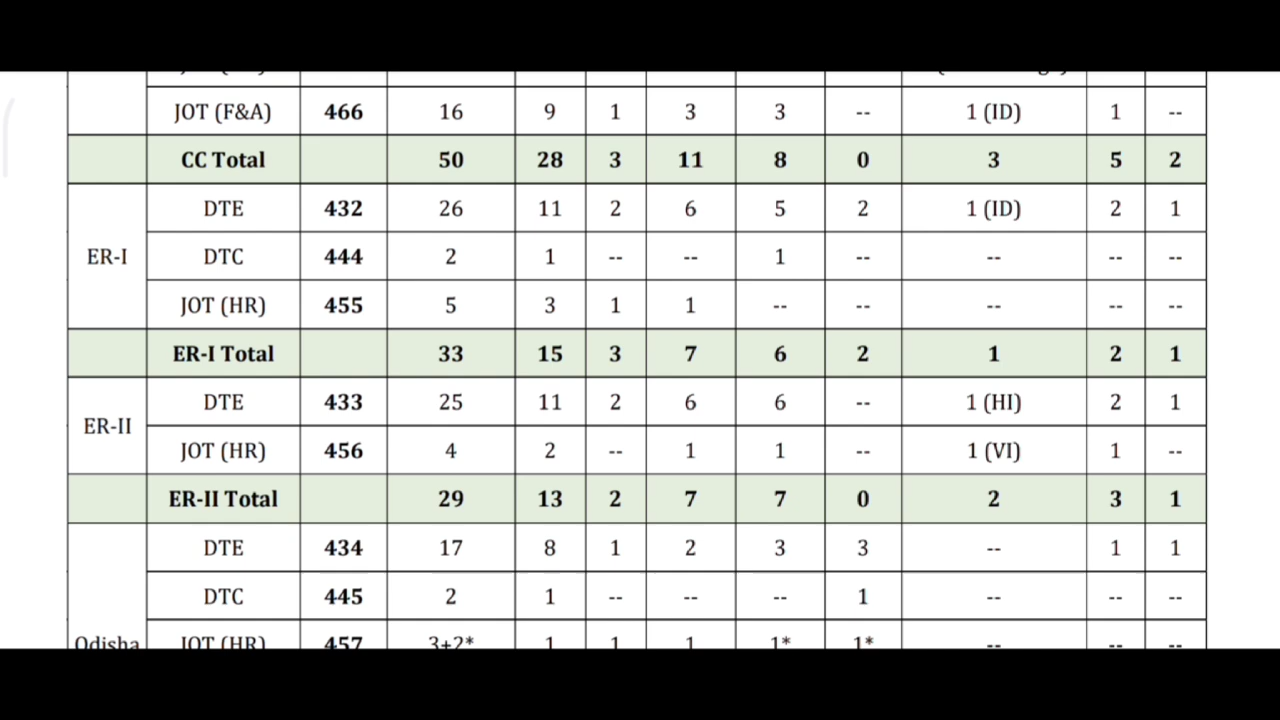 JOT (F&A) 466 16 9 1 3 3 -- 1 (ID) 1 --
CC Total 50 28 3 11 8 0 3 5 2
ER-I
DTE 432 26 11 2 6 5 2 1 (ID) 2 1
DTC 444 2 1 -- -- 1 -- -- -- --
JOT (HR) 455 5 3 1 1 -- -- -- -- --
ER-I Total 33 15 3 7 6 2 1 2 1
ER-II
DTE 433 25 11 2 6 6 -- 1 (HI) 2 1
JOT (HR) 456 4 2 -- 1 1 -- 1 (VI) 1 --
ER-II Total 29 13 2 7 7 0 2 3 1
DTE 434 17 8 1 2 3 3 -- 1 1
DTC 445 2 1 -- -- -- 1 -- -- --
Odisha JOT (HR) 457 3+2* 1 1 1 1* 1* -- -- --